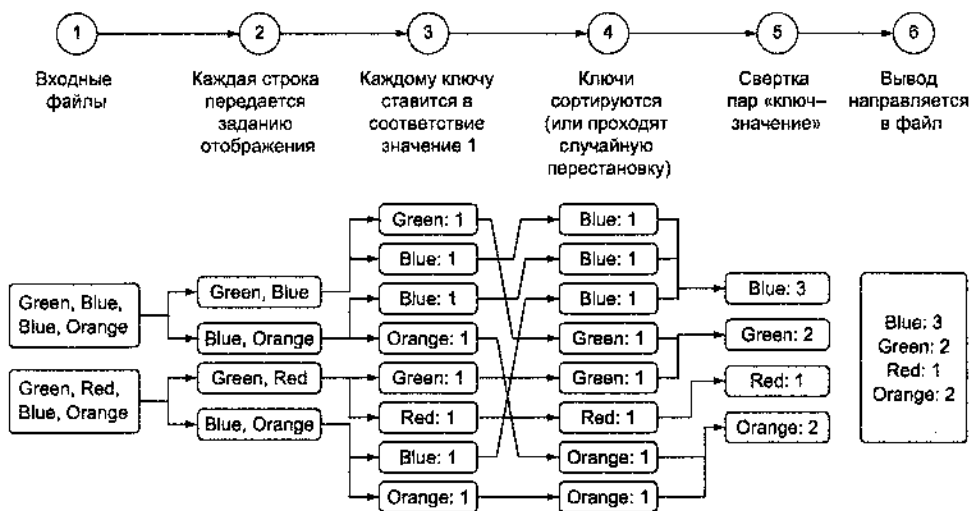 1
2
3
4
5
6
Входные
файлы
Каждая строка
передается
заданию
отображения
Каждому ключу
ставится в
соответствие
значение 1
Ключи
сортируются
(или проходят
случайную
перестановку)
Свертка
пар «ключ–
значение»
Вывод
направляется
в файл
Green, Blue,
Blue, Orange
Green, Red,
Blue, Orange
Green, Blue
Blue, Orange
Green, Red
Blue, Orange
Green: 1
Blue: 1
Blue: 1
Orange: 1
Green: 1
Red: 1
Blue: 1
Orange: 1
Blue: 1
Blue: 1
Blue: 1
Green: 1
Green: 1
Red: 1
Orange: 1
Orange: 1
Blue: 3
Green: 2
Red: 1
Orange: 2
Blue: 3
Green: 2
Red: 1
Orange: 2